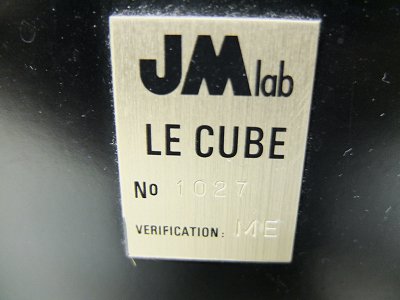 JMlab
LE CUBE
No 1027
VERIFICATION: ME